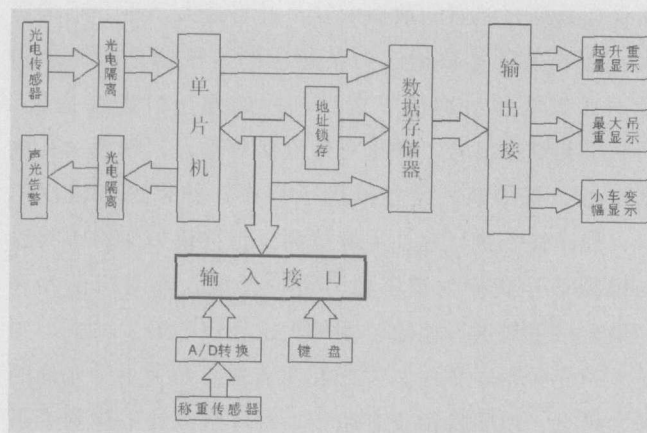 光电传感器
光电隔离
单片机
地址锁存
数据存储器
输出接口
起升重
量显示
最大吊
重显示
小车变
幅显示
声光告警
光电隔离
输入接口
A/D转换
键盘
称重传感器